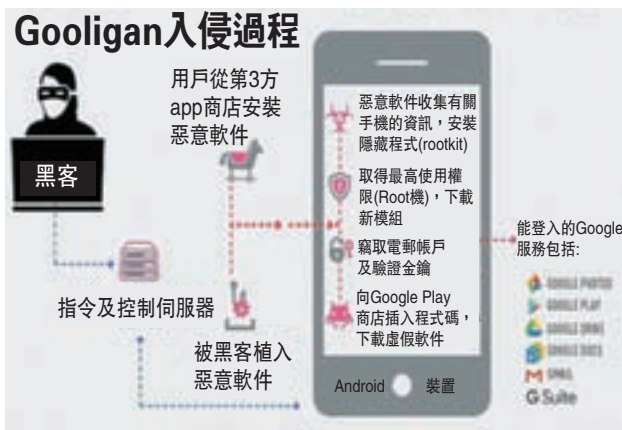 Gooligan入侵過程
黑客
用戶從第3方
app商店安裝
惡意軟件
指令及控制伺服器
被黑客植入
惡意軟件
惡意軟件收集有關
手機的資訊，安裝
隱藏程式(rootkit)
取得最高使用權
限(Root機)，下載
新模組
竊取電郵帳戶
及驗證金鑰
向Google Play
商店插入程式碼，
下載虛假軟件
Android 裝置
能登入的Google
服務包括:
GOOGLE PHOTOS
GOOGLE PLAY
GOOGLE DRIVE
GOOGLE DOCS
GMAIL
G Suite